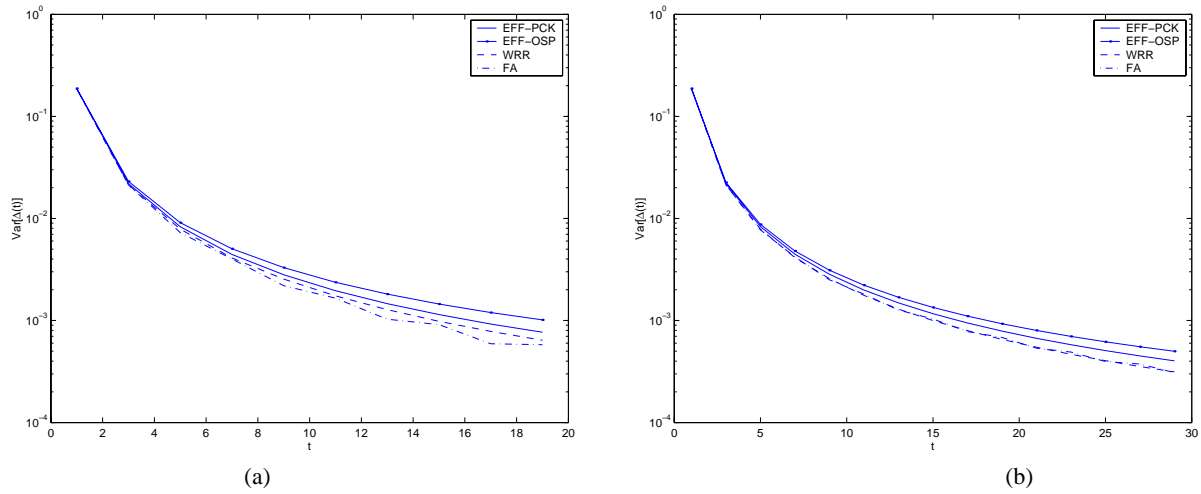 10^0
10^-1
10^-2
10^-3
10^-4
Var[Δ(t)]
0 2 4 6 8 10 12 14 16 18 20
t
EFF-PCK
EFF-OSP
WRR
FA
(a)
10^0
10^-1
10^-2
10^-3
10^-4
Var[Δ(t)]
0 5 10 15 20 25 30
t
EFF-PCK
EFF-OSP
WRR
FA
(b)